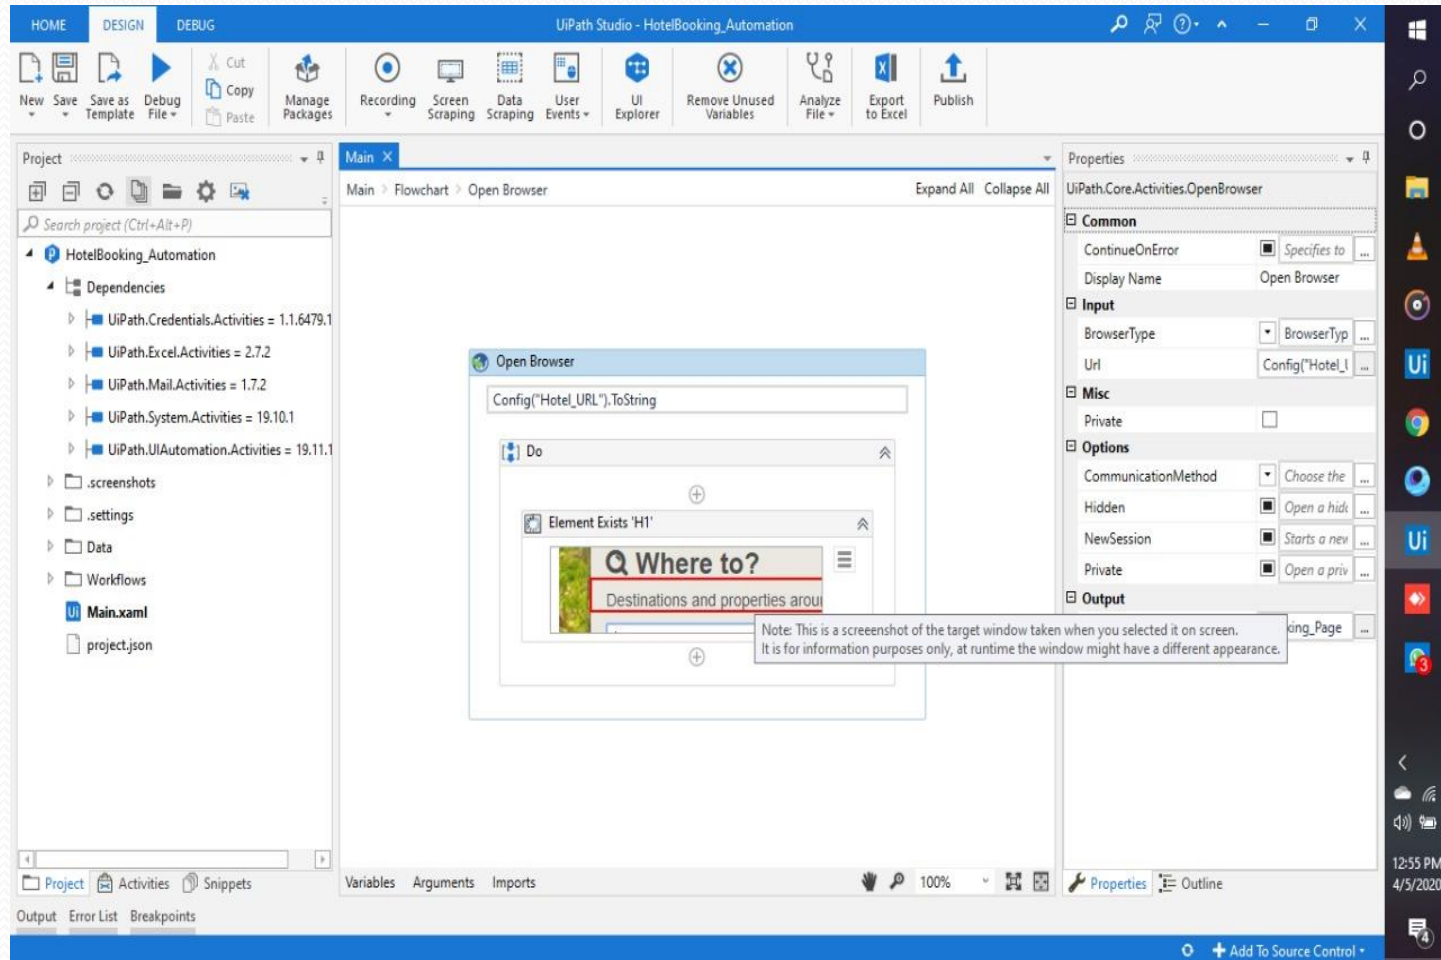 HOME DESIGN DEBUG
UiPath Studio - HotelBooking_Automation
New Save Save as Template Debug File
Cut
Copy
Paste
Manage Packages
Recording Screen Scraping Data Scraping User Events UI Explorer Remove Unused Variables Analyze File Export to Excel Publish
Project
Search project (Ctrl+Alt+P)
HotelBooking_Automation
Dependencies
UiPath.Credentials.Activities = 1.1.6479.1
UiPath.Excel.Activities = 2.7.2
UiPath.Mail.Activities = 1.7.2
UiPath.System.Activities = 19.10.1
UiPath.UIAutomation.Activities = 19.11.1
.screenshots
.settings
Data
Workflows
Main.xaml
project.json
Project Activities Snippets
Output Error List Breakpoints
Main
Main > Flowchart > Open Browser
Expand All Collapse All
Open Browser
Config("Hotel_URL").ToString
Do
Element Exists 'H1'
Where to?
Destinations and properties
Note: This is a screeenshot of the target window taken when you selected it on screen.
It is for information purposes only, at runtime the window might have a different appearance.
Variables Arguments Imports
100%
Properties
UiPath.Core.Activities.OpenBrowser
Common
ContinueOnError Specifies to ...
Display Name Open Browser
Input
BrowserType BrowserTyp ...
Url Config("Hotel_U ...
Misc
Private
Options
CommunicationMethod Choose the ...
Hidden Open a hid ...
NewSession Starts a new ...
Private Open a priv ...
Output
king_Page ...
Properties Outline
Add To Source Control
Ui
Ui
3
12:55 PM
4/5/2020
4